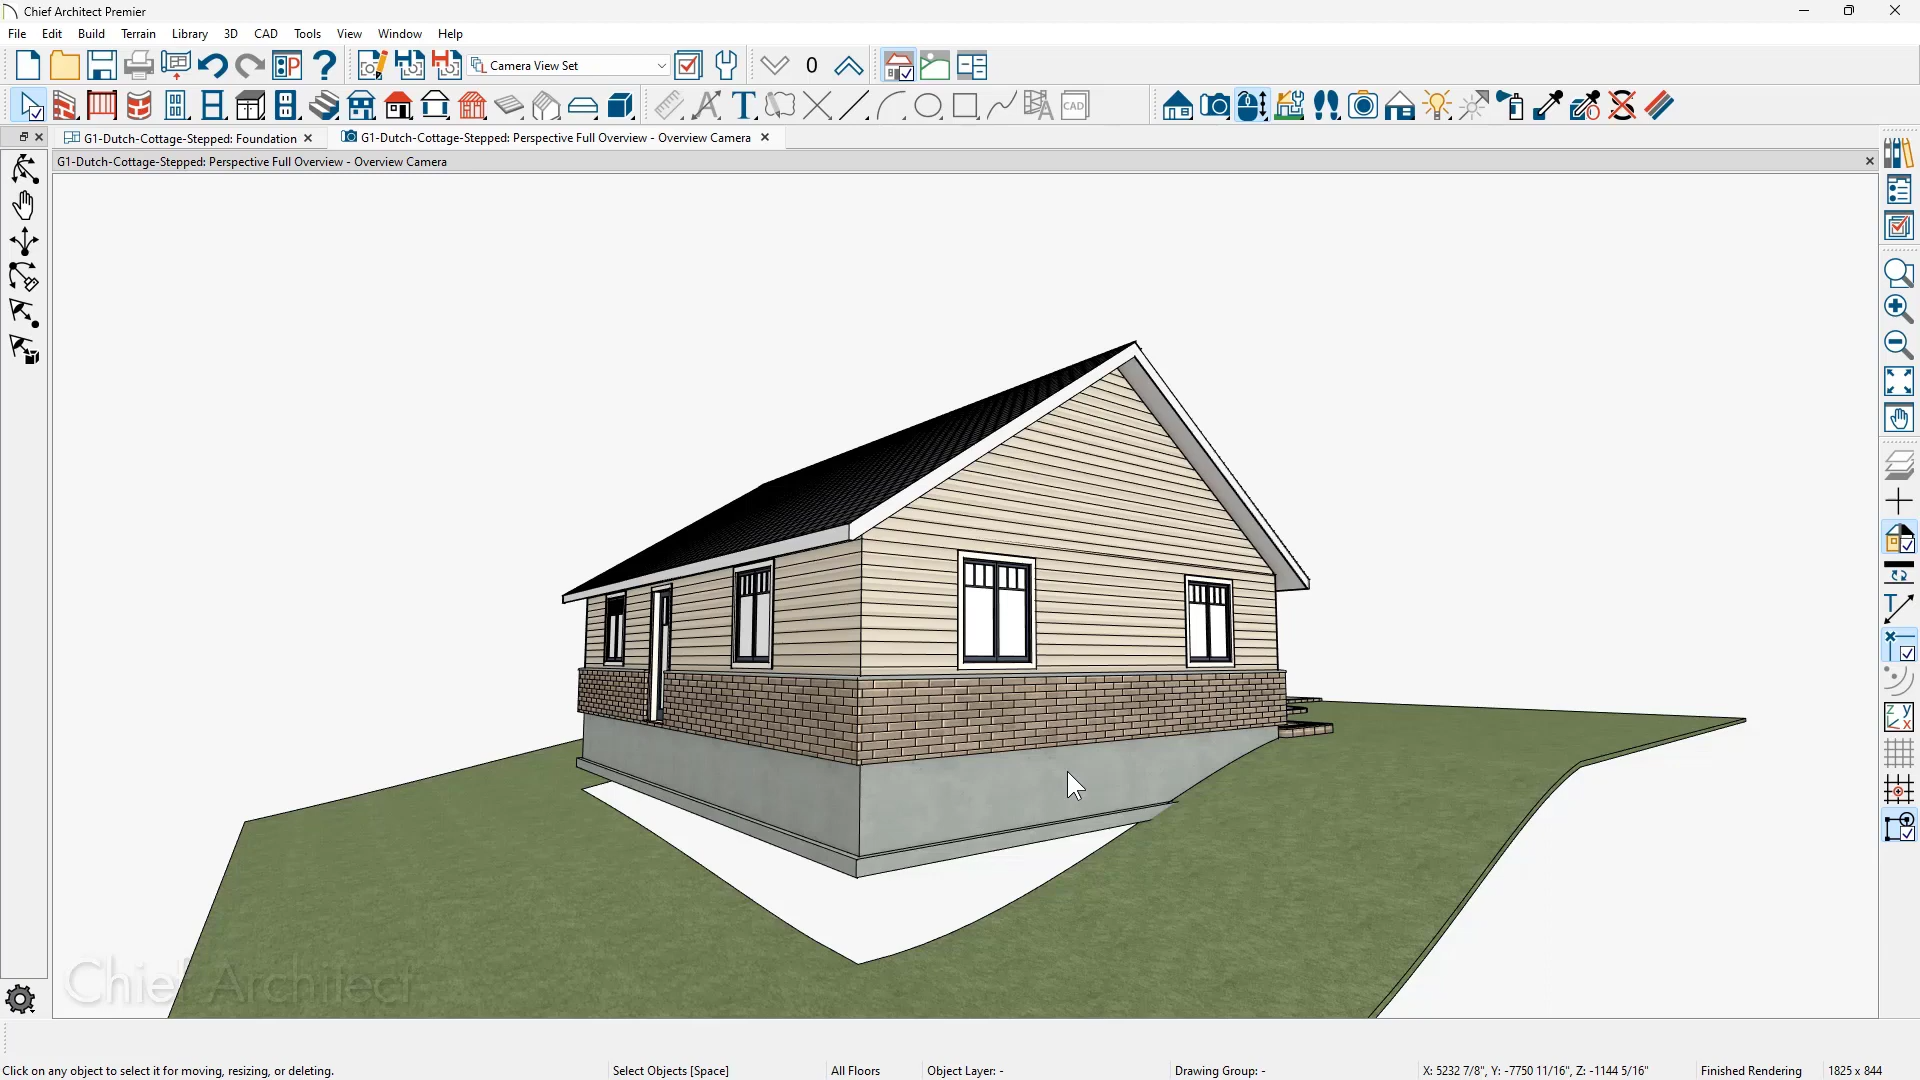 Chief Architect Premier
File Edit Build Terrain Library 3D CAD Tools View Window Help
Camera View Set
0
CAD
G1-Dutch-Cottage-Stepped: Foundation
G1-Dutch-Cottage-Stepped: Perspective Full Overview - Overview Camera
G1-Dutch-Cottage-Stepped: Perspective Full Overview - Overview Camera
Chief Architect
Click on any object to select it for moving, resizing, or deleting.
Select Objects [Space]
All Floors
Object Layer: -
Drawing Group: -
X: 5232 7/8", Y: -7750 11/16", Z: -1144 5/16"
Finished Rendering
1825 x 844